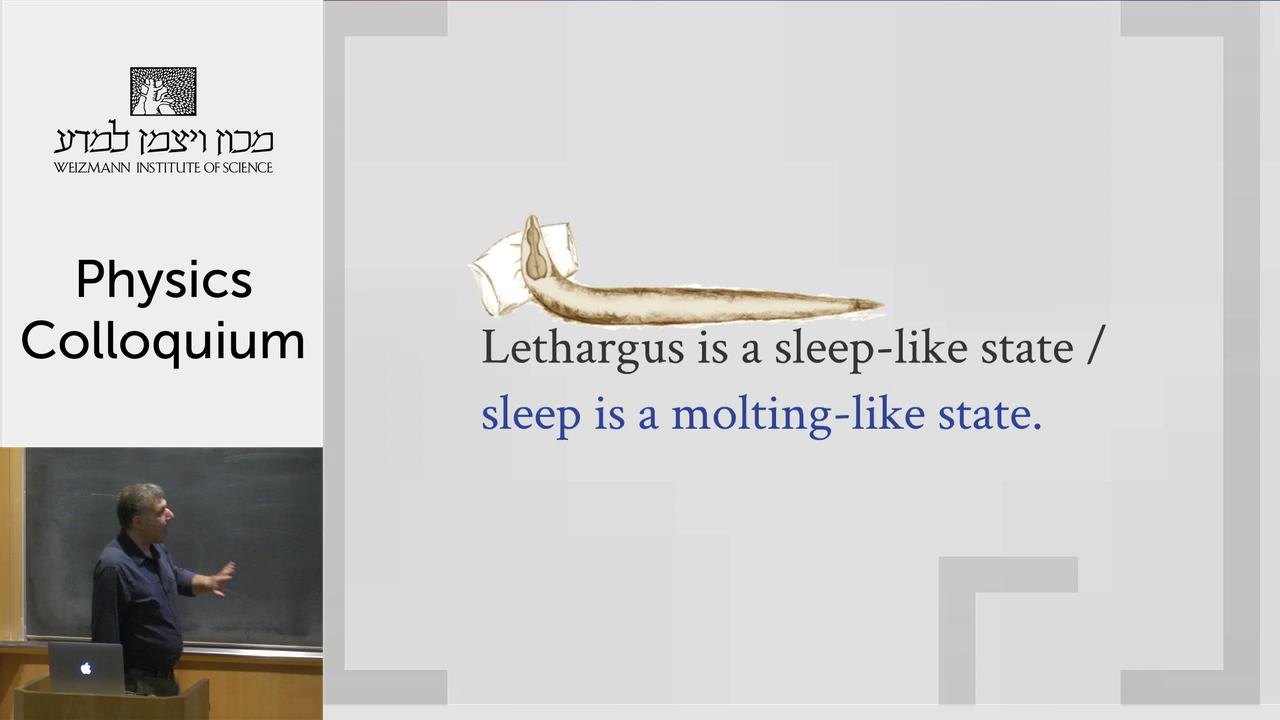 מכון ויצמן למדע
WEIZMANN INSTITUTE OF SCIENCE
Physics
Colloquium
Lethargus is a sleep-like state /
sleep is a molting-like state.